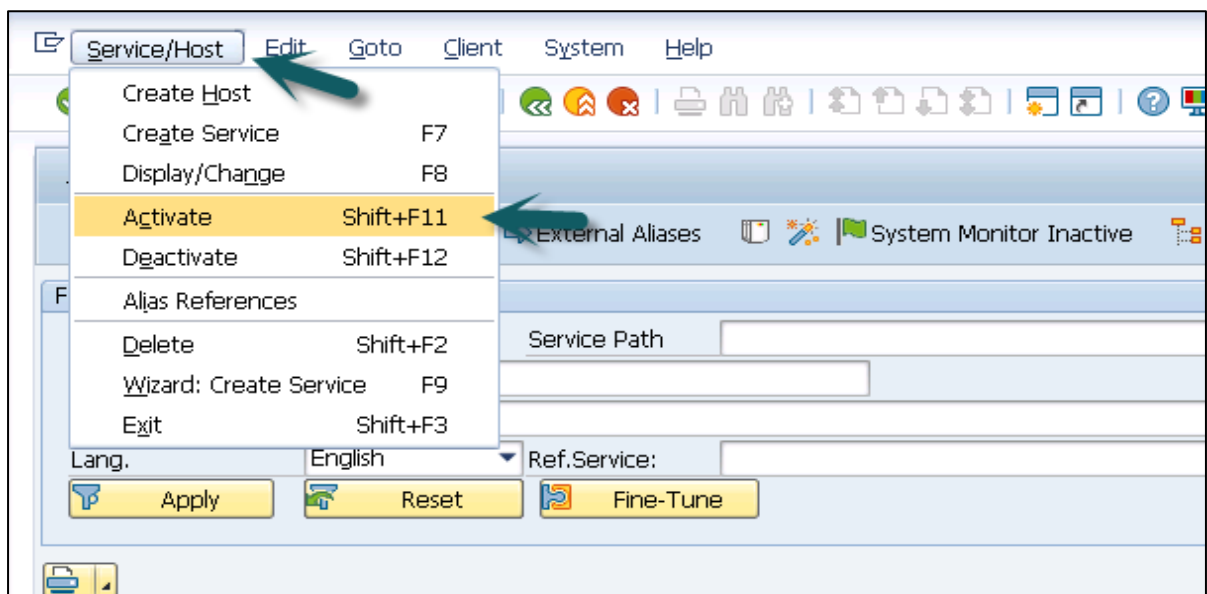 Service/Host Edit Goto Client System Help
Create Host
Create Service F7
Display/Change F8
Activate Shift+F11
External Aliases System Monitor Inactive
Deactivate Shift+F12
Alias References
F
Delete Shift+F2
Service Path
Wizard: Create Service F9
Exit Shift+F3
Lang. English Ref.Service:
Apply Reset Fine-Tune